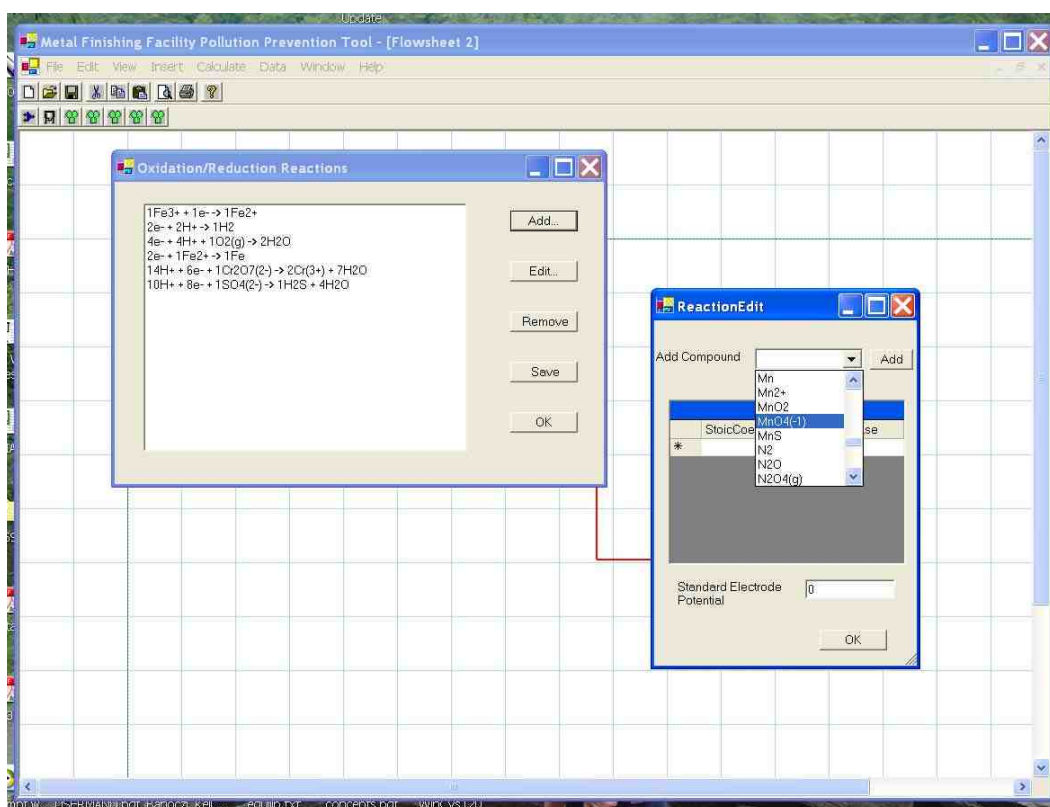 Update
Metal Finishing Facility Pollution Prevention Tool - [Flowsheet 2]
File Edit View Insert Calculate Data Window Help
Oxidation/Reduction Reactions
1Fe3+ + 1e- -> 1Fe2+
2e- + 2H+ -> 1H2
4e- + 4H+ + 1O2(g) -> 2H2O
2e- + 1Fe2+ -> 1Fe
14H+ + 6e- + 1Cr2O7(2-) -> 2Cr(3+) + 7H2O
10H+ + 8e- + 1SO4(2-) -> 1H2S + 4H2O
Add...
Edit...
Remove
Save
OK
ReactionEdit
Add Compound
Add
Mn
Mn2+
MnO2
MnO4(-1)
MnS
N2
N2O
N2O4(g)
StoicCoe
se
*
Standard Electrode
Potential
0
OK
equilib.txt concepts.pdf